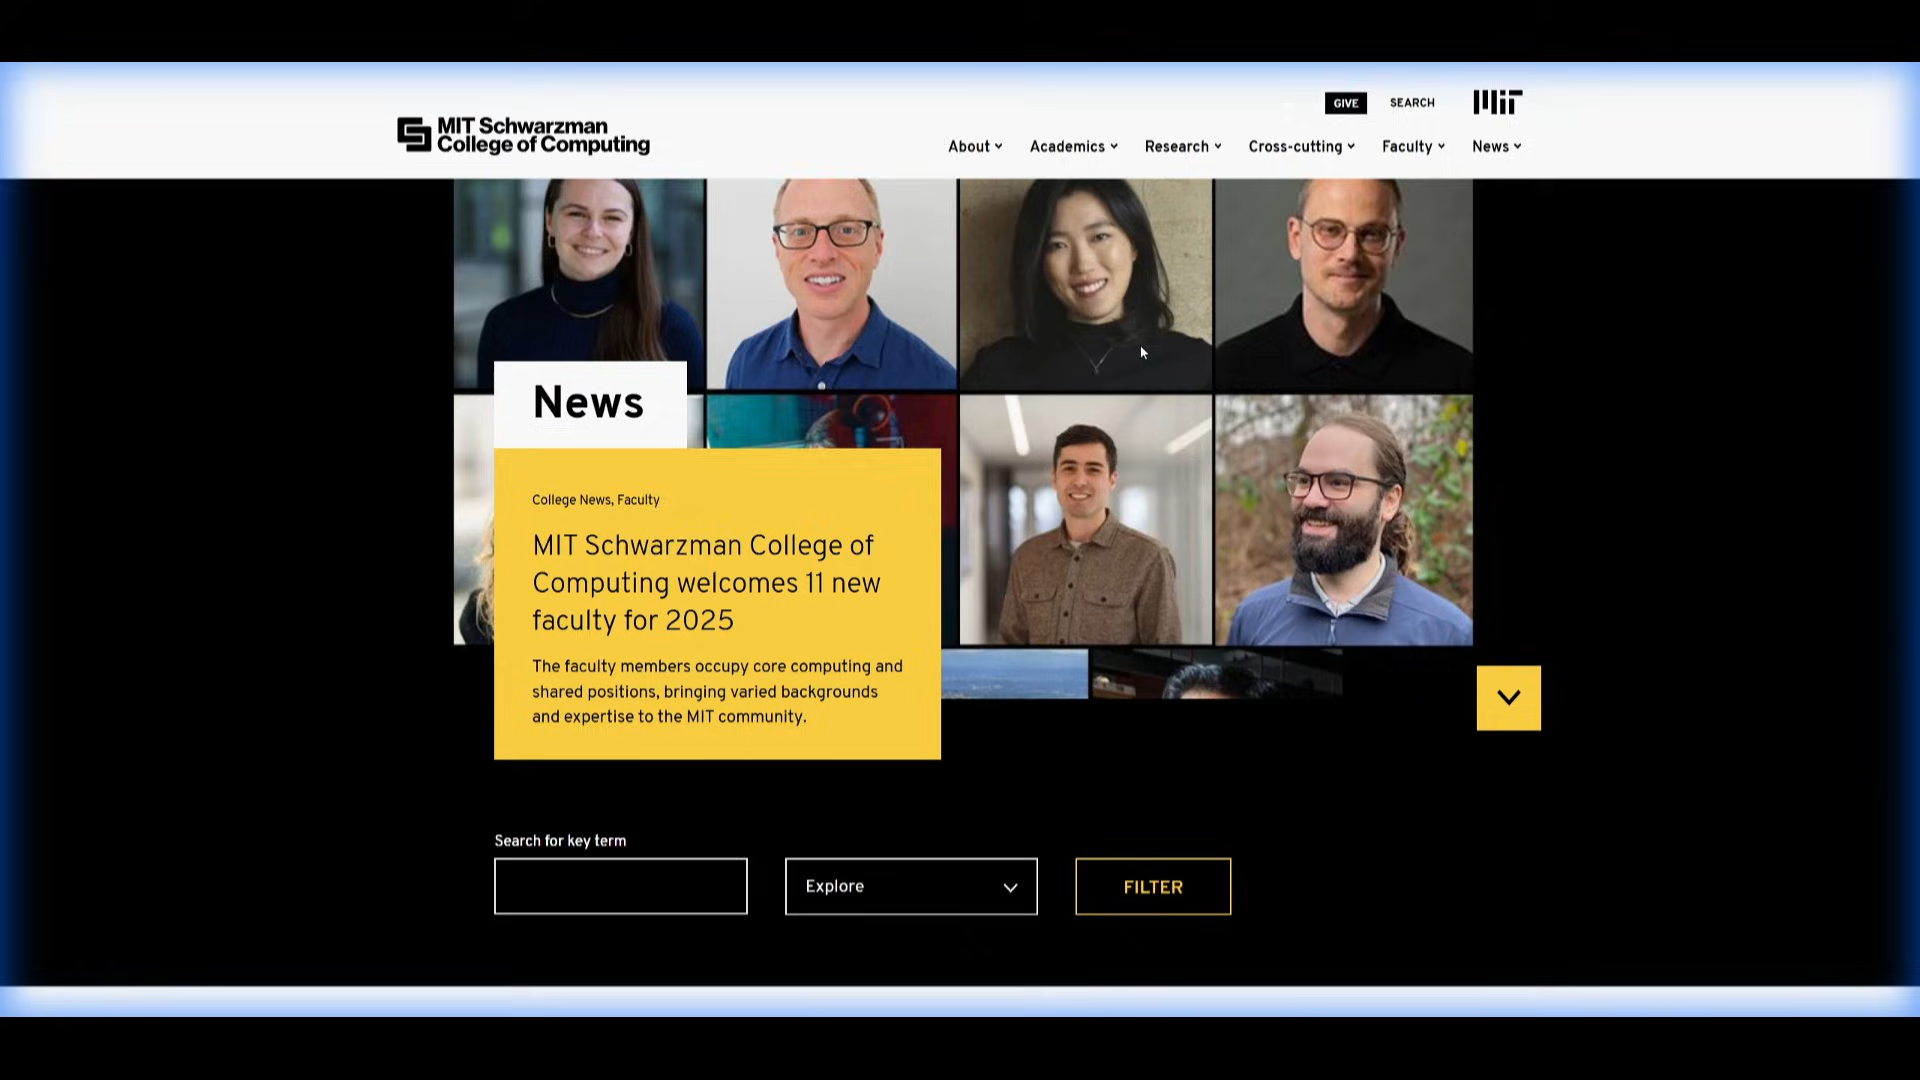 GIVE
SEARCH
MIT
MIT Schwarzman
College of Computing
About
Academics
Research
Cross-cutting
Faculty
News
News
College News, Faculty
MIT Schwarzman College of
Computing welcomes 11 new
faculty for 2025
The faculty members occupy core computing and
shared positions, bringing varied backgrounds
and expertise to the MIT community.
Search for key term
Explore
FILTER